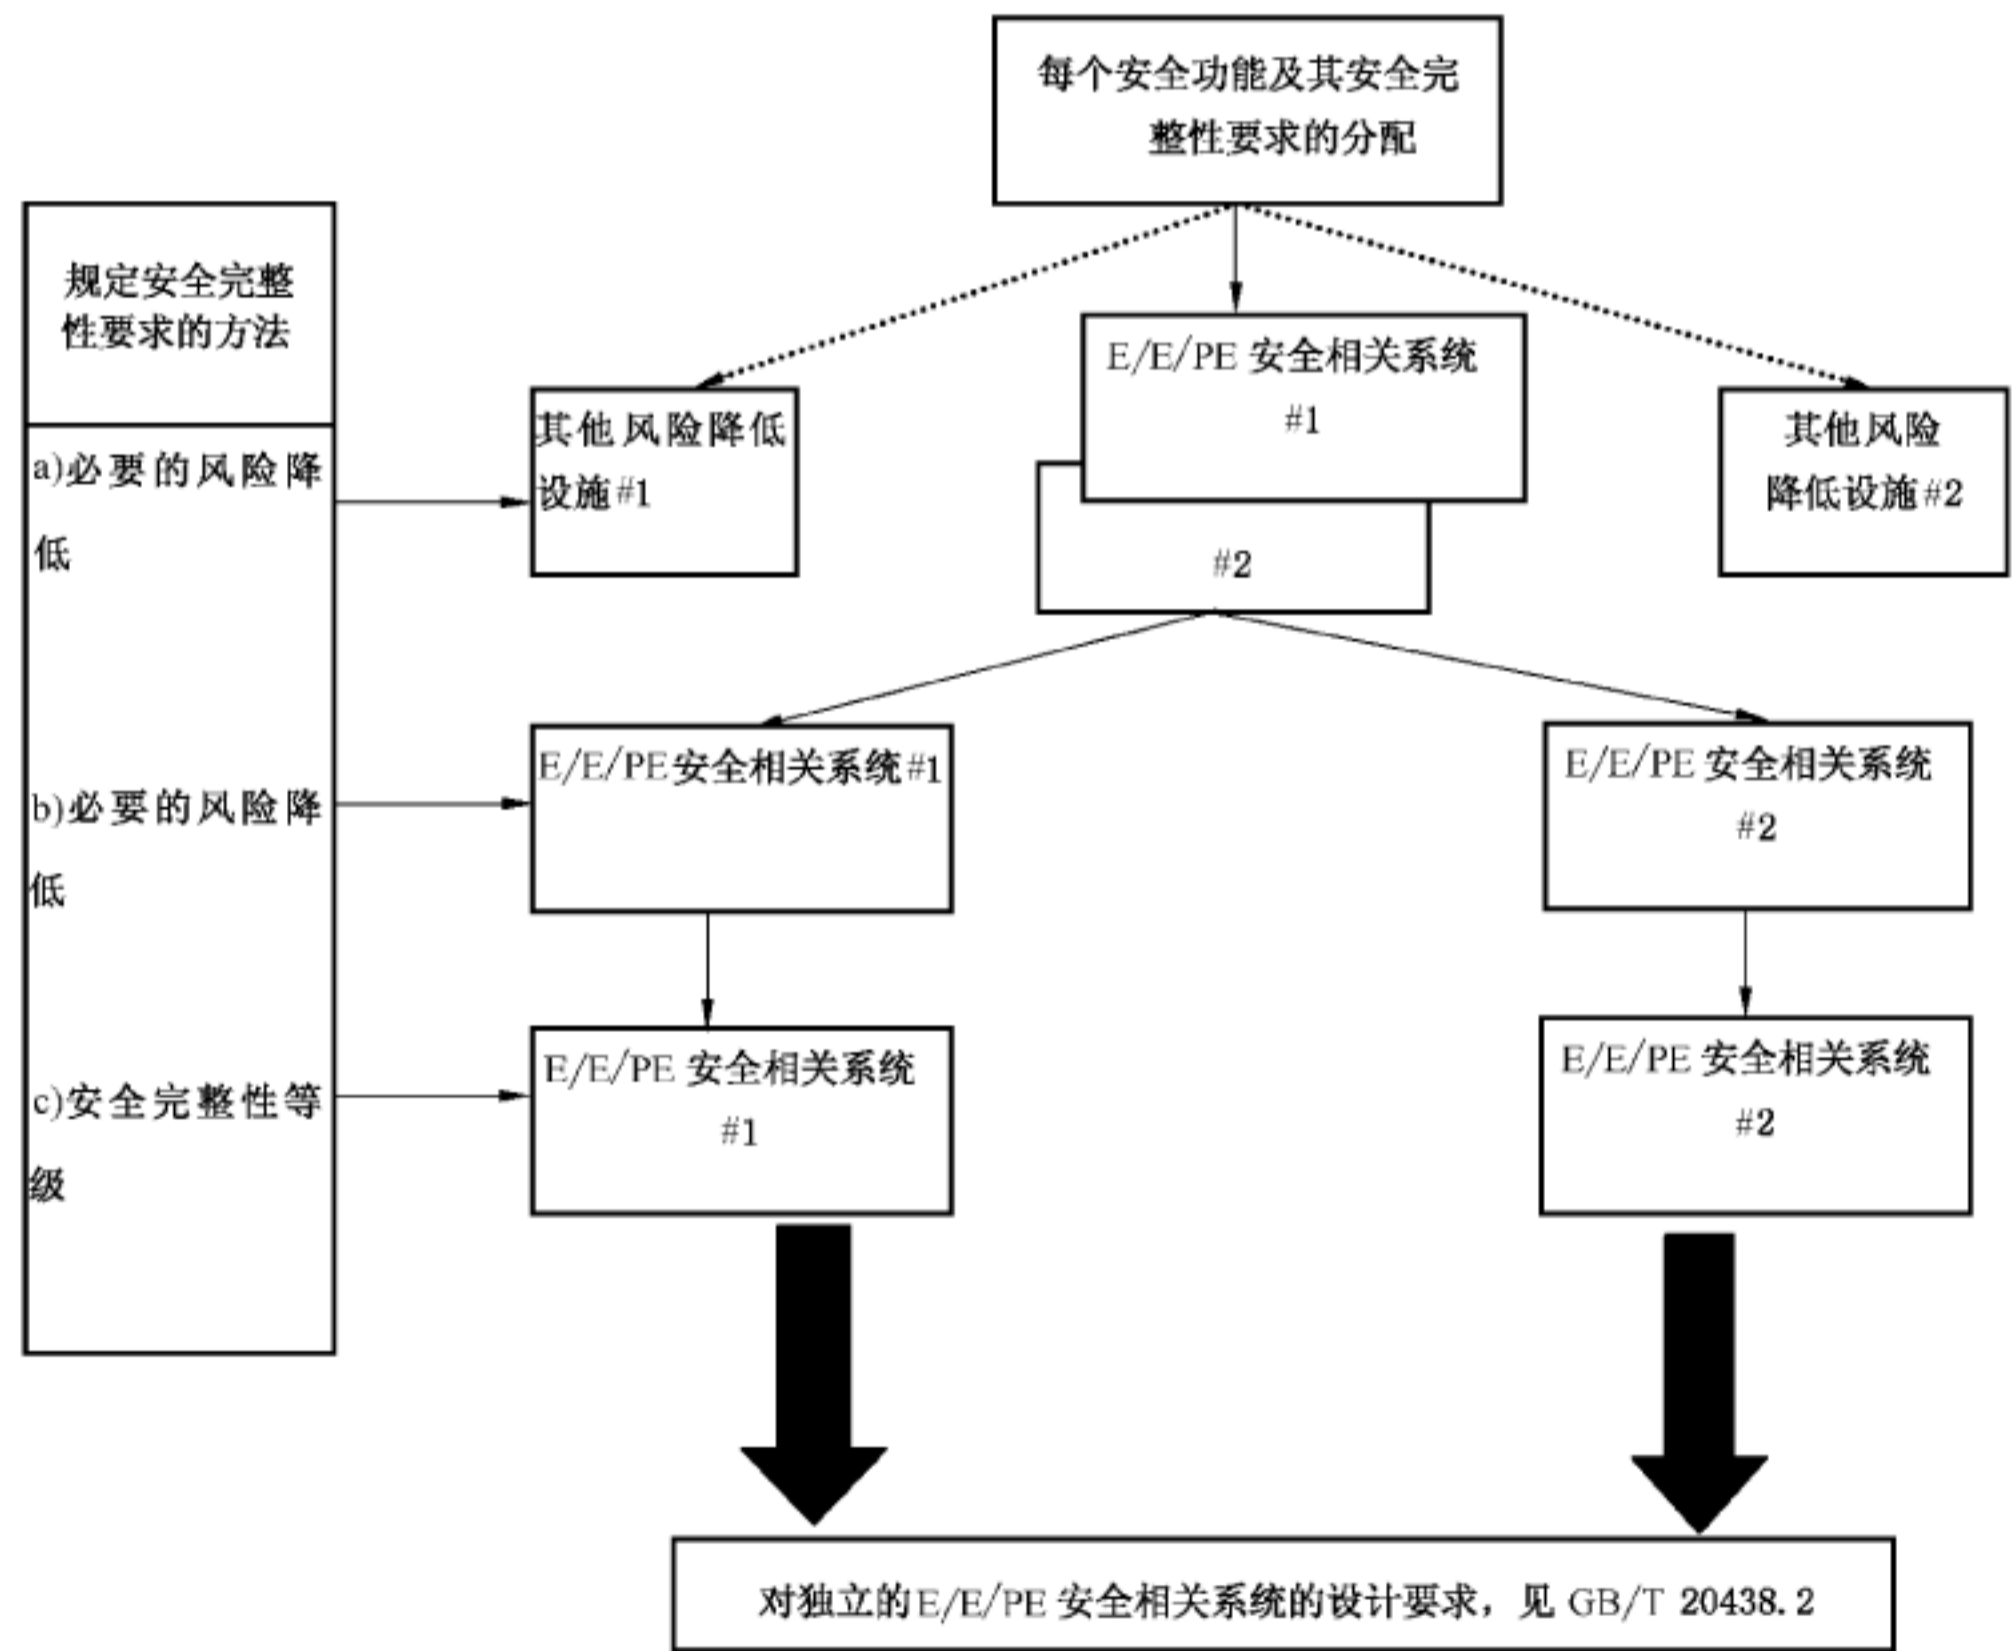 每个安全功能及其安全完
整性要求的分配
规定安全完整
性要求的方法
E/E/PE 安全相关系统
#1
其他风险降低
设施#1
其他风险
降低设施#2
a)必要的风险降
低
#2
E/E/PE安全相关系统#1
E/E/PE 安全相关系统
#2
b)必要的风险降
低
E/E/PE 安全相关系统
#1
E/E/PE 安全相关系统
#2
c)安全完整性等
级
对独立的E/E/PE 安全相关系统的设计要求，见 GB/T 20438.2